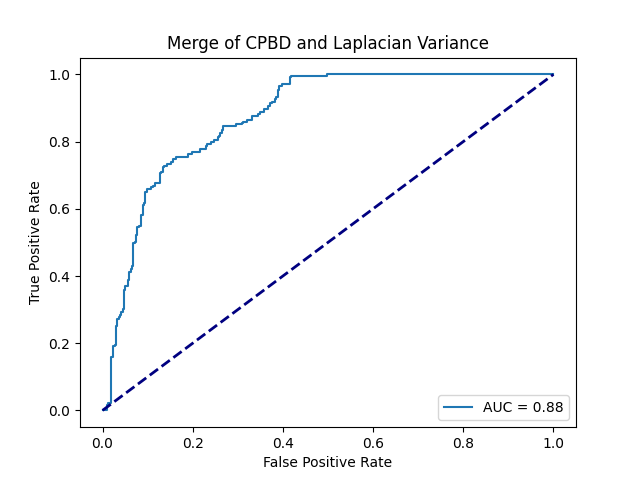 Merge of CPBD and Laplacian Variance
1.0
0.8
0.6
0.4
0.2
0.0
True Positive Rate
AUC = 0.88
0.0 0.2 0.4 0.6 0.8 1.0
False Positive Rate